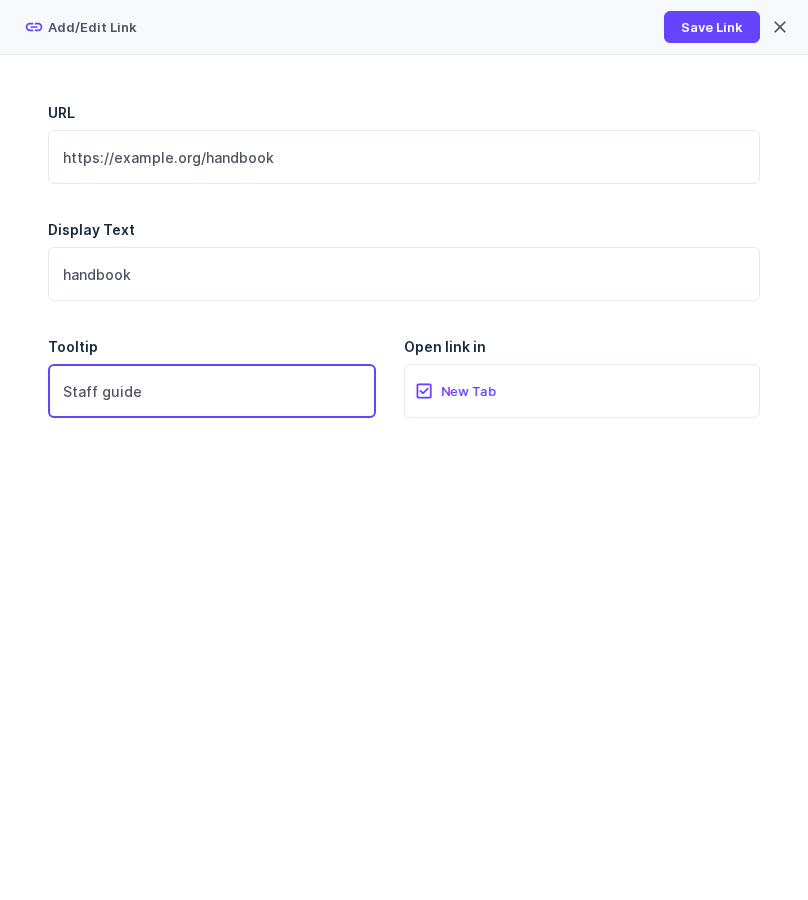 Add/Edit Link
Save Link
URL
https://example.org/handbook
Display Text
handbook
Tooltip
Open link in
Staff guide
New Tab